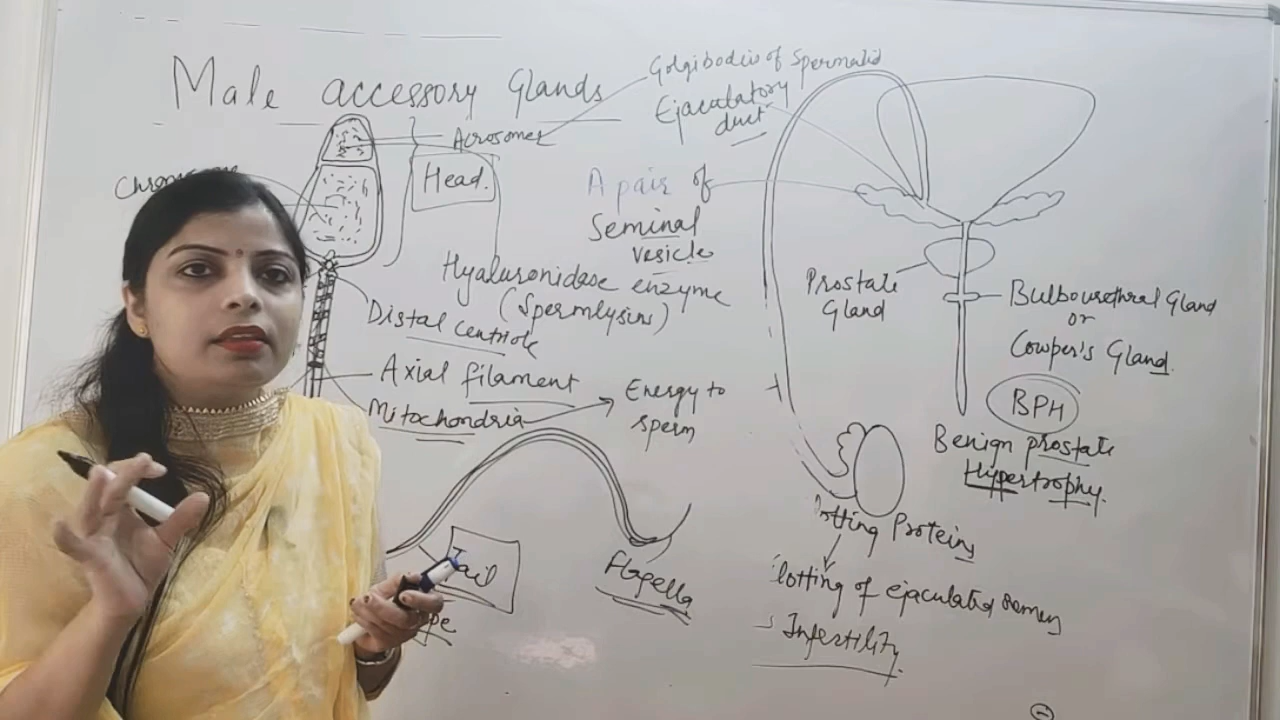 Male accessory Glands
Golgibodies of Spermatid
Ejaculatory
duct
Acrosome
Head.
A pair of
Seminal
vesicle
Hyaluronidase enzyme
(Spermlysins)
Distal Centriole
Axial filament
Mitochondria
Energy to
sperm
Prostate
Gland
Bulbourethral Gland
or
Cowper's Gland
BPH
Benign prostate
Hypertrophy.
Tail
Flagella
Proteins
of ejaculated Semen
Infertility.